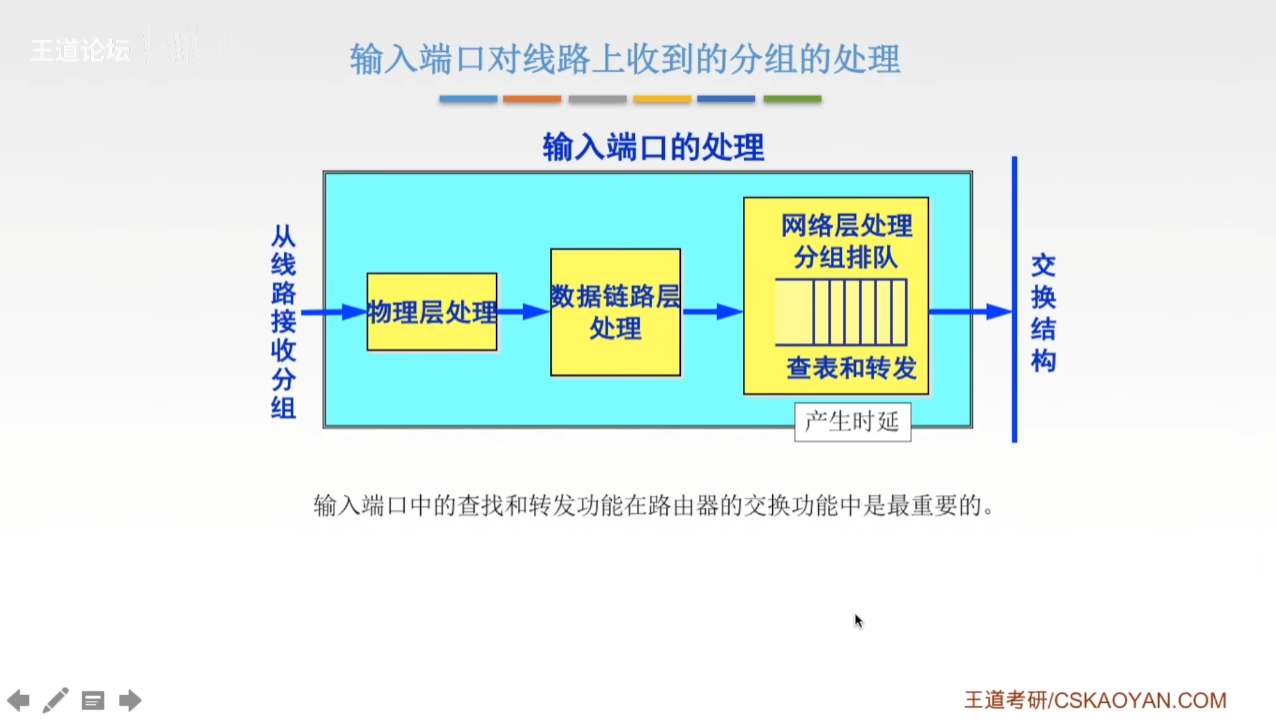 王道论坛
输入端口对线路上收到的分组的处理
输入端口的处理
从线路接收分组
物理层处理
数据链路层
处理
网络层处理
分组排队
查表和转发
产生时延
交换结构
输入端口中的查找和转发功能在路由器的交换功能中是最重要的。
王道考研/CSKAOYAN.COM